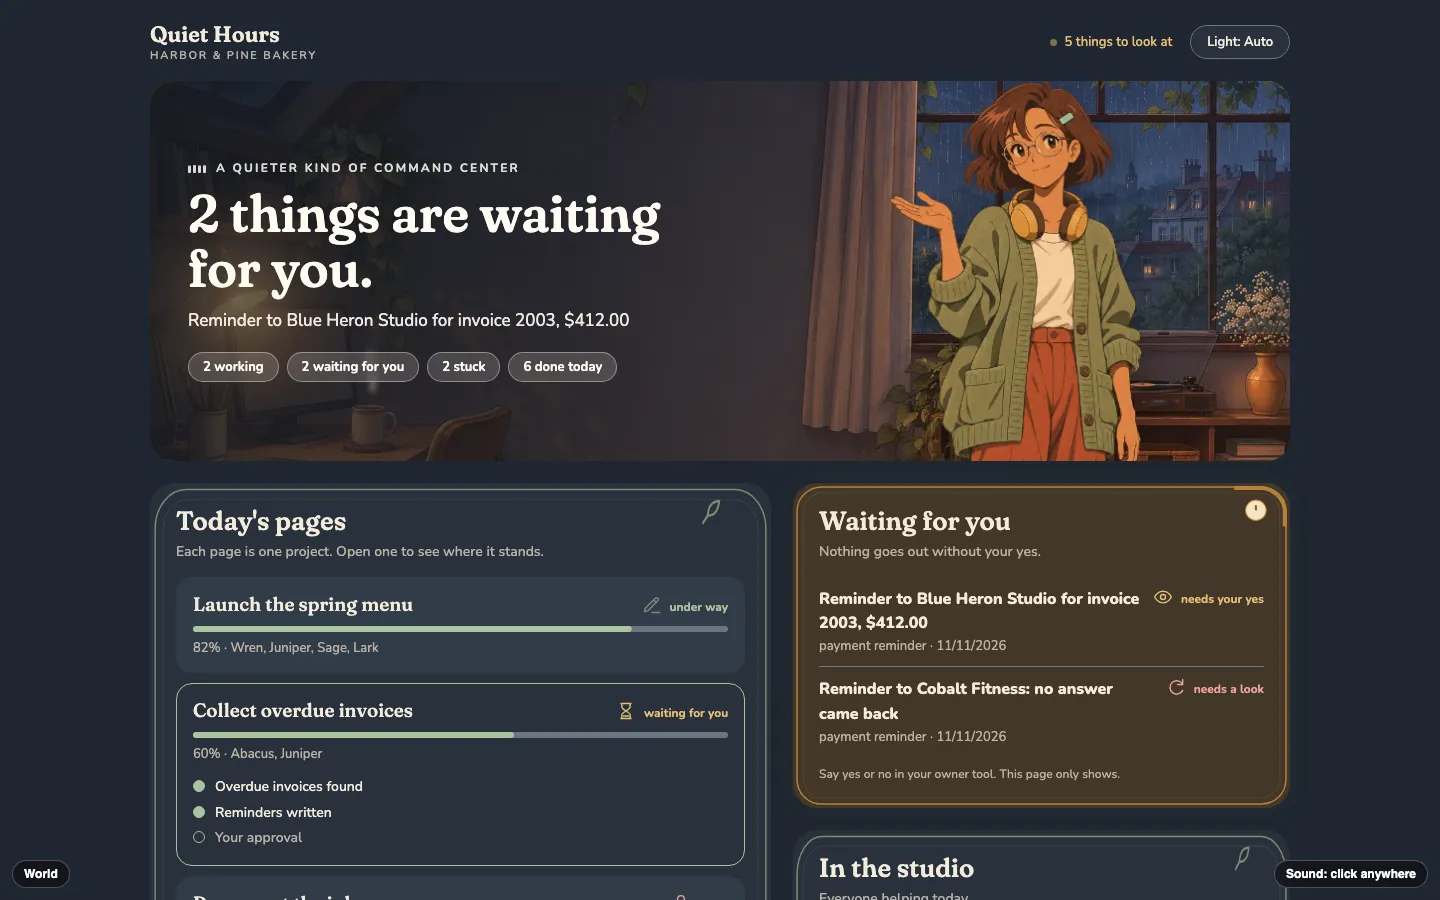 Quiet Hours
HARBOR & PINE BAKERY
5 things to look at
Light: Auto
A QUIETER KIND OF COMMAND CENTER
2 things are waiting
for you.
Reminder to Blue Heron Studio for invoice 2003, $412.00
2 working
2 waiting for you
2 stuck
6 done today
Today's pages
Each page is one project. Open one to see where it stands.
Launch the spring menu
under way
82% · Wren, Juniper, Sage, Lark
Collect overdue invoices
waiting for you
60% · Abacus, Juniper
Overdue invoices found
Reminders written
Your approval
Waiting for you
Nothing goes out without your yes.
Reminder to Blue Heron Studio for invoice
2003, $412.00
needs your yes
payment reminder · 11/11/2026
Reminder to Cobalt Fitness: no answer
came back
needs a look
payment reminder · 11/11/2026
Say yes or no in your owner tool. This page only shows.
In the studio
Everyone helping today
World
Sound: click anywhere